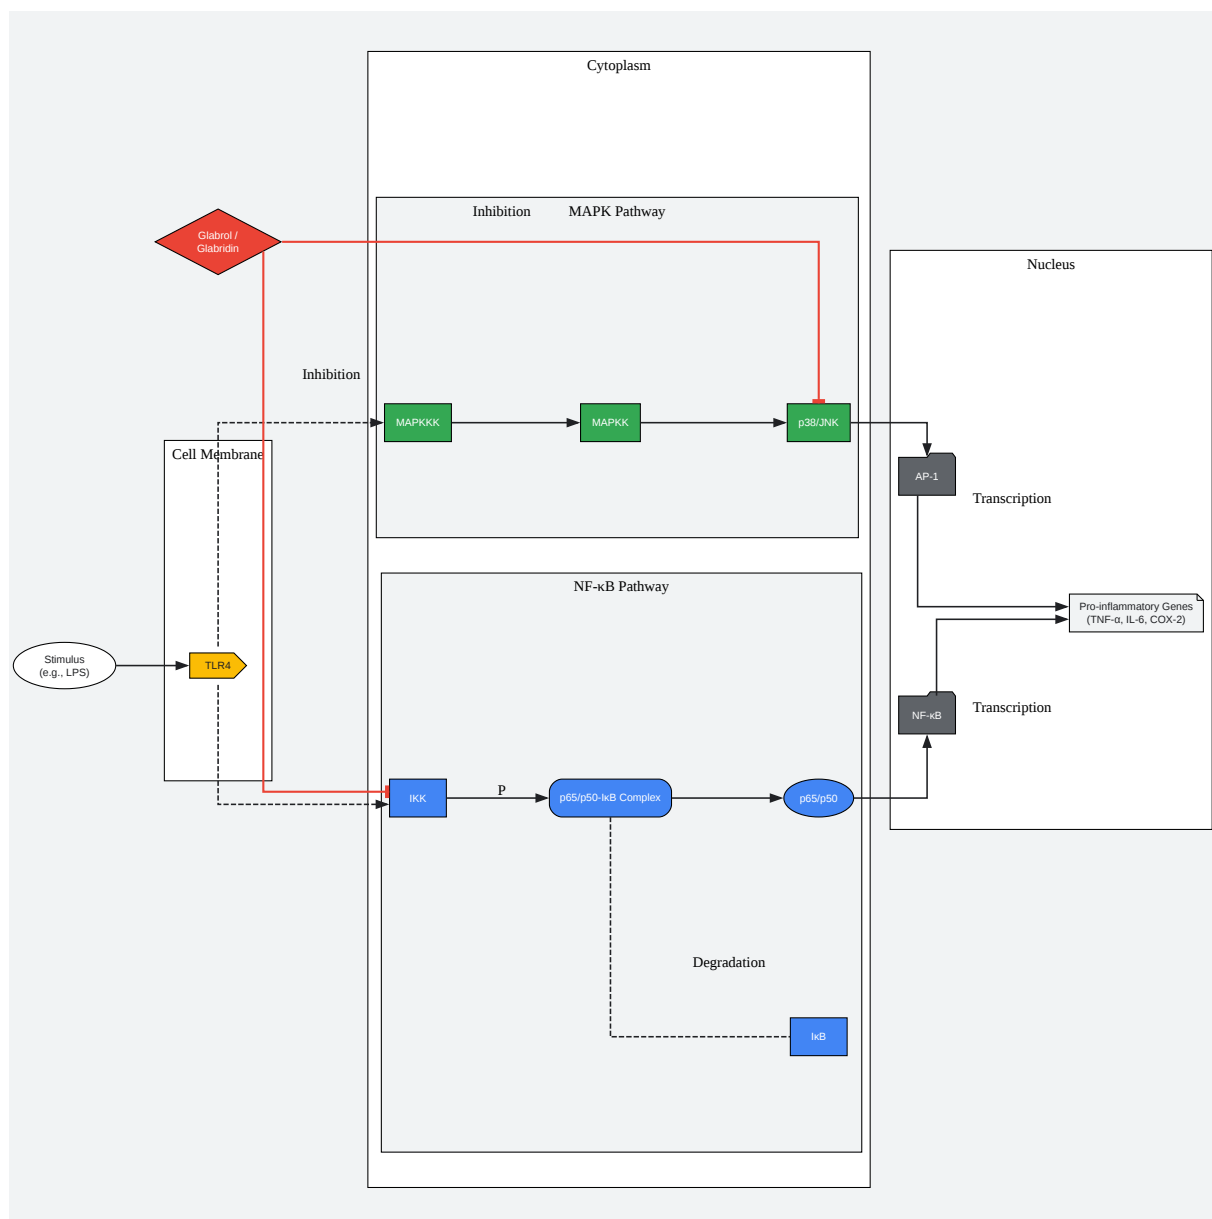 Cytoplasm
Inhibition
MAPK Pathway
Glabrol /
Glabridin
Nucleus
Inhibition
MAPKKK
MAPKK
p38/JNK
Cell Membrane
AP-1
Transcription
NF-κB Pathway
Pro-inflammatory Genes
(TNF-α, IL-6, COX-2)
Stimulus
(e.g., LPS)
TLR4
NF-κB
Transcription
IKK
P
p65/p50-IκB Complex
p65/p50
Degradation
IκB